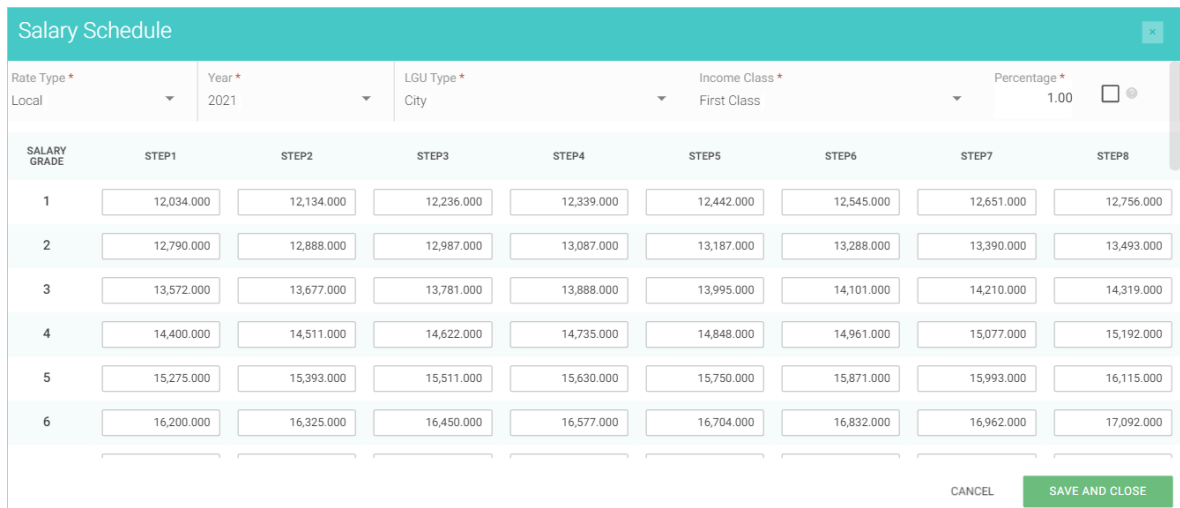 Salary Schedule ×
Rate Type * Year * LGU Type * Income Class * Percentage *
Local 2021 City First Class 1.00 ?
SALARY GRADE STEP1 STEP2 STEP3 STEP4 STEP5 STEP6 STEP7 STEP8
1 12,034.000 12,134.000 12,236.000 12,339.000 12,442.000 12,545.000 12,651.000 12,756.000
2 12,790.000 12,888.000 12,987.000 13,087.000 13,187.000 13,288.000 13,390.000 13,493.000
3 13,572.000 13,677.000 13,781.000 13,888.000 13,995.000 14,101.000 14,210.000 14,319.000
4 14,400.000 14,511.000 14,622.000 14,735.000 14,848.000 14,961.000 15,077.000 15,192.000
5 15,275.000 15,393.000 15,511.000 15,630.000 15,750.000 15,871.000 15,993.000 16,115.000
6 16,200.000 16,325.000 16,450.000 16,577.000 16,704.000 16,832.000 16,962.000 17,092.000
CANCEL SAVE AND CLOSE